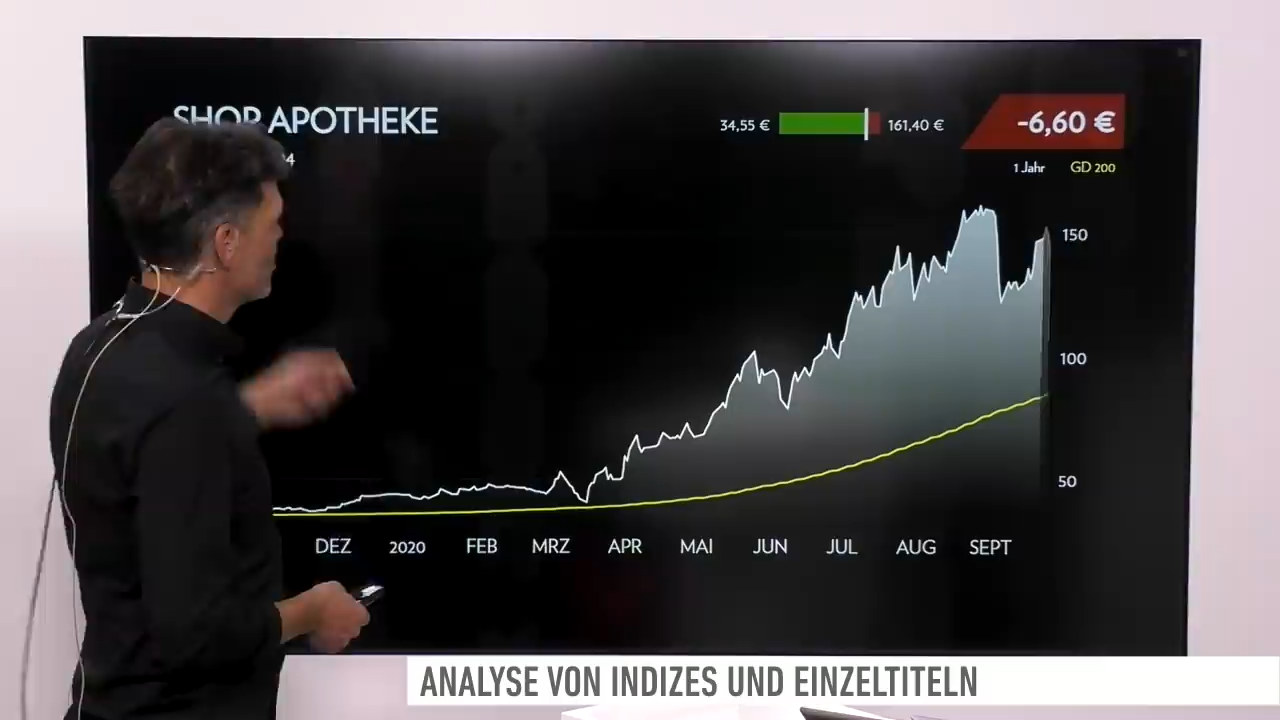 SHOP APOTHEKE
34,55 €
161,40 €
-6,60 €
1 Jahr
GD 200
150
100
50
DEZ 2020 FEB MRZ APR MAI JUN JUL AUG SEPT
ANALYSE VON INDIZES UND EINZELTITELN